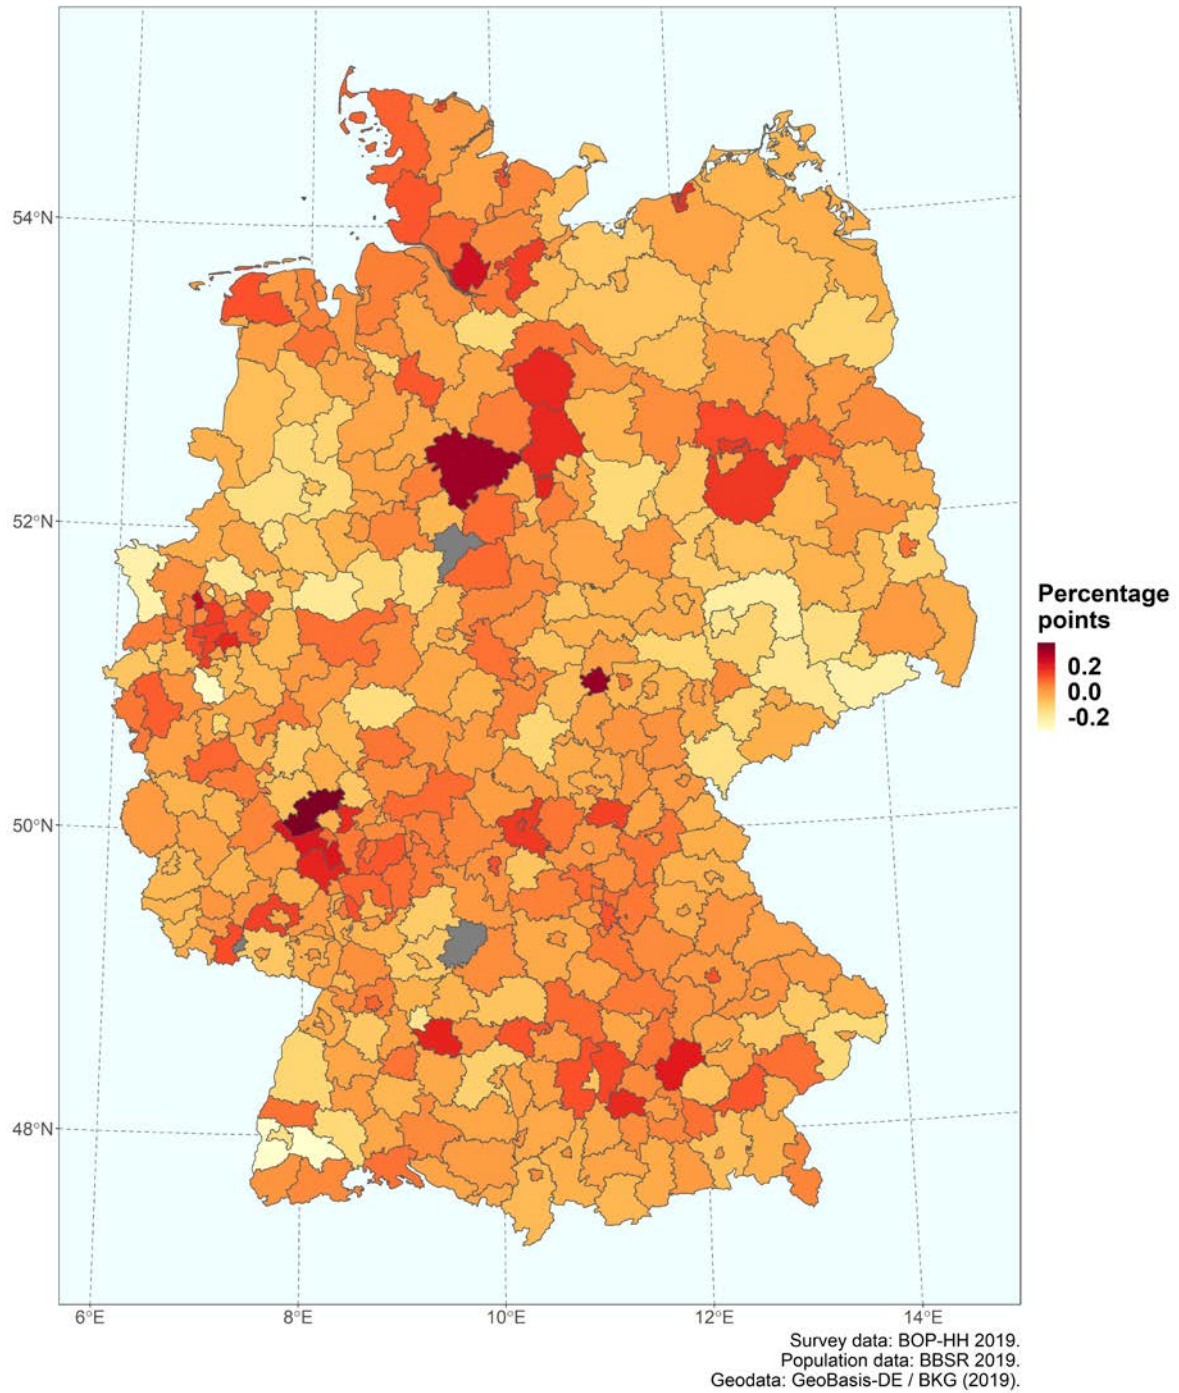 54°N
52°N
50°N
48°N
6°E
8°E
10°E
12°E
14°E
Percentage
points
0.2
0.0
-0.2
Survey data: BOP-HH 2019.
Population data: BBSR 2019.
Geodata: GeoBasis-DE / BKG (2019).